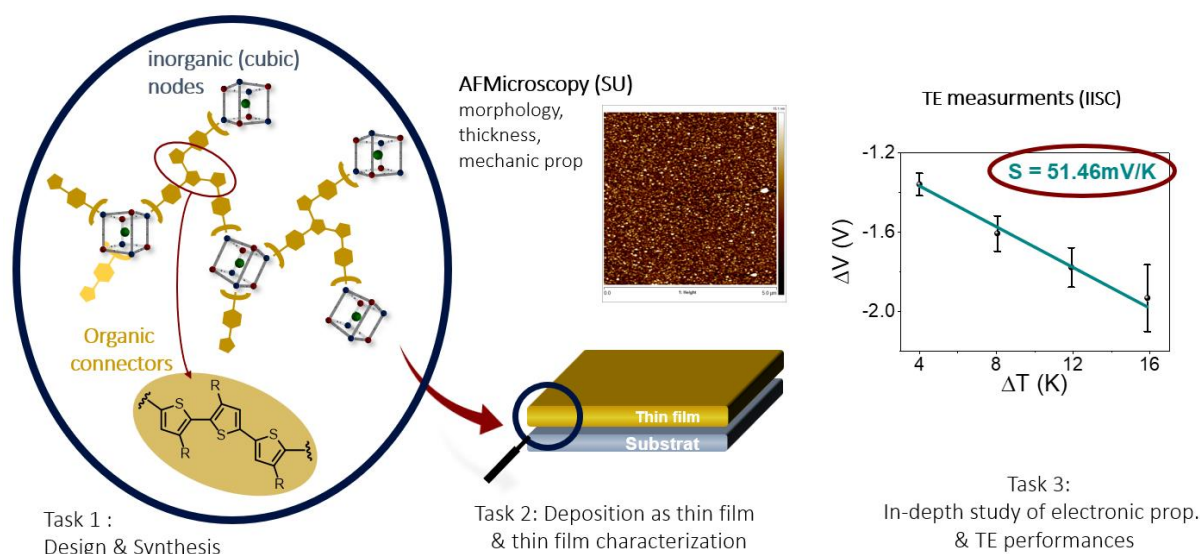 inorganic (cubic)
nodes
Organic
connectors
R
S
S
S
R
R
Task 1 :
Design & Synthesis
AFMicroscopy (SU)
morphology,
thickness,
mechanic prop
0.0
1: Height
5.0 µm
Thin film
Substrat
Task 2: Deposition as thin film
& thin film characterization
TE measurments (IISC)
S = 51.46mV/K
-1.2
-1.6
-2.0
ΔV (V)
4
8
12
16
ΔT (K)
Task 3:
In-depth study of electronic prop.
& TE performances